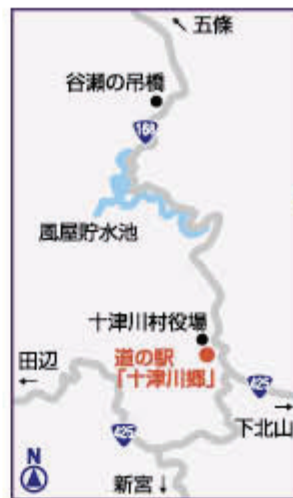 五條
谷瀬の吊橋
168
風屋貯水池
十津川村役場
道の駅
「十津川郷」
田辺
←
425
→
下北山
425
N
新宮↓